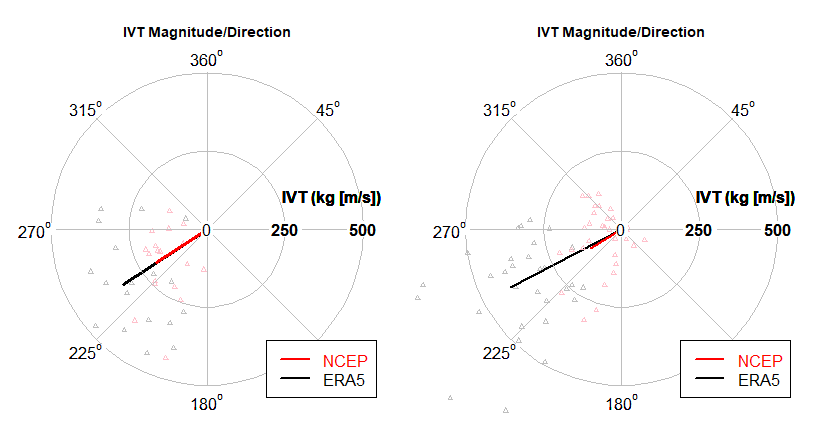 IVT Magnitude/Direction
360°
315°
45°
IVT (kg [m/s])
270°
0
250
500
225°
180°
NCEP
ERA5
IVT Magnitude/Direction
360°
315°
45°
IVT (kg [m/s])
270°
0
250
500
225°
180°
NCEP
ERA5